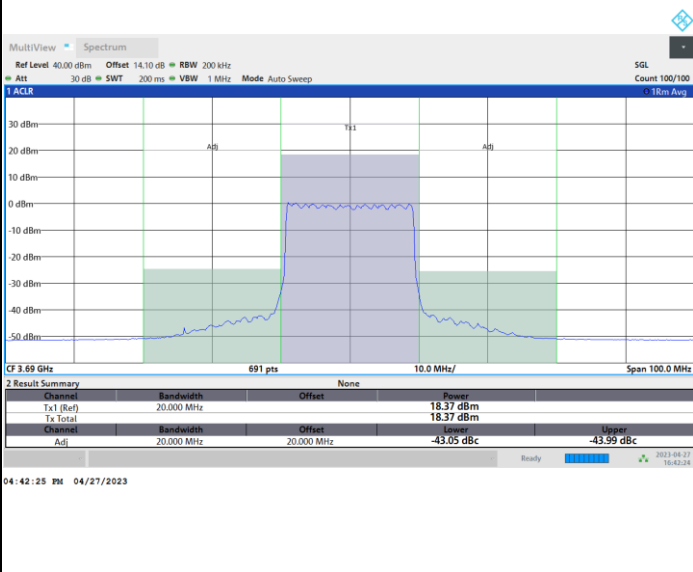 MultiView Spectrum
Ref Level 40.00 dBm Offset 14.10 dB RBW 200 kHz SGL
Att 30 dB SWT 200 ms VBW 1 MHz Mode Auto Sweep Count 100/100
1 ACLR 1Rm Avg
30 dBm
Tx1
20 dBm
Adj Adj
10 dBm
0 dBm
-10 dBm
-20 dBm
-30 dBm
-40 dBm
-50 dBm
CF 3.69 GHz 691 pts 10.0 MHz/ Span 100.0 MHz
2 Result Summary None
Channel Bandwidth Offset Power
Tx1 (Ref) 20.000 MHz 18.37 dBm
Tx Total 18.37 dBm
Channel Bandwidth Offset Lower Upper
Adj 20.000 MHz 20.000 MHz -43.05 dBc -43.99 dBc
Ready 2023-04-27
16:42:24
04:42:25 PM 04/27/2023